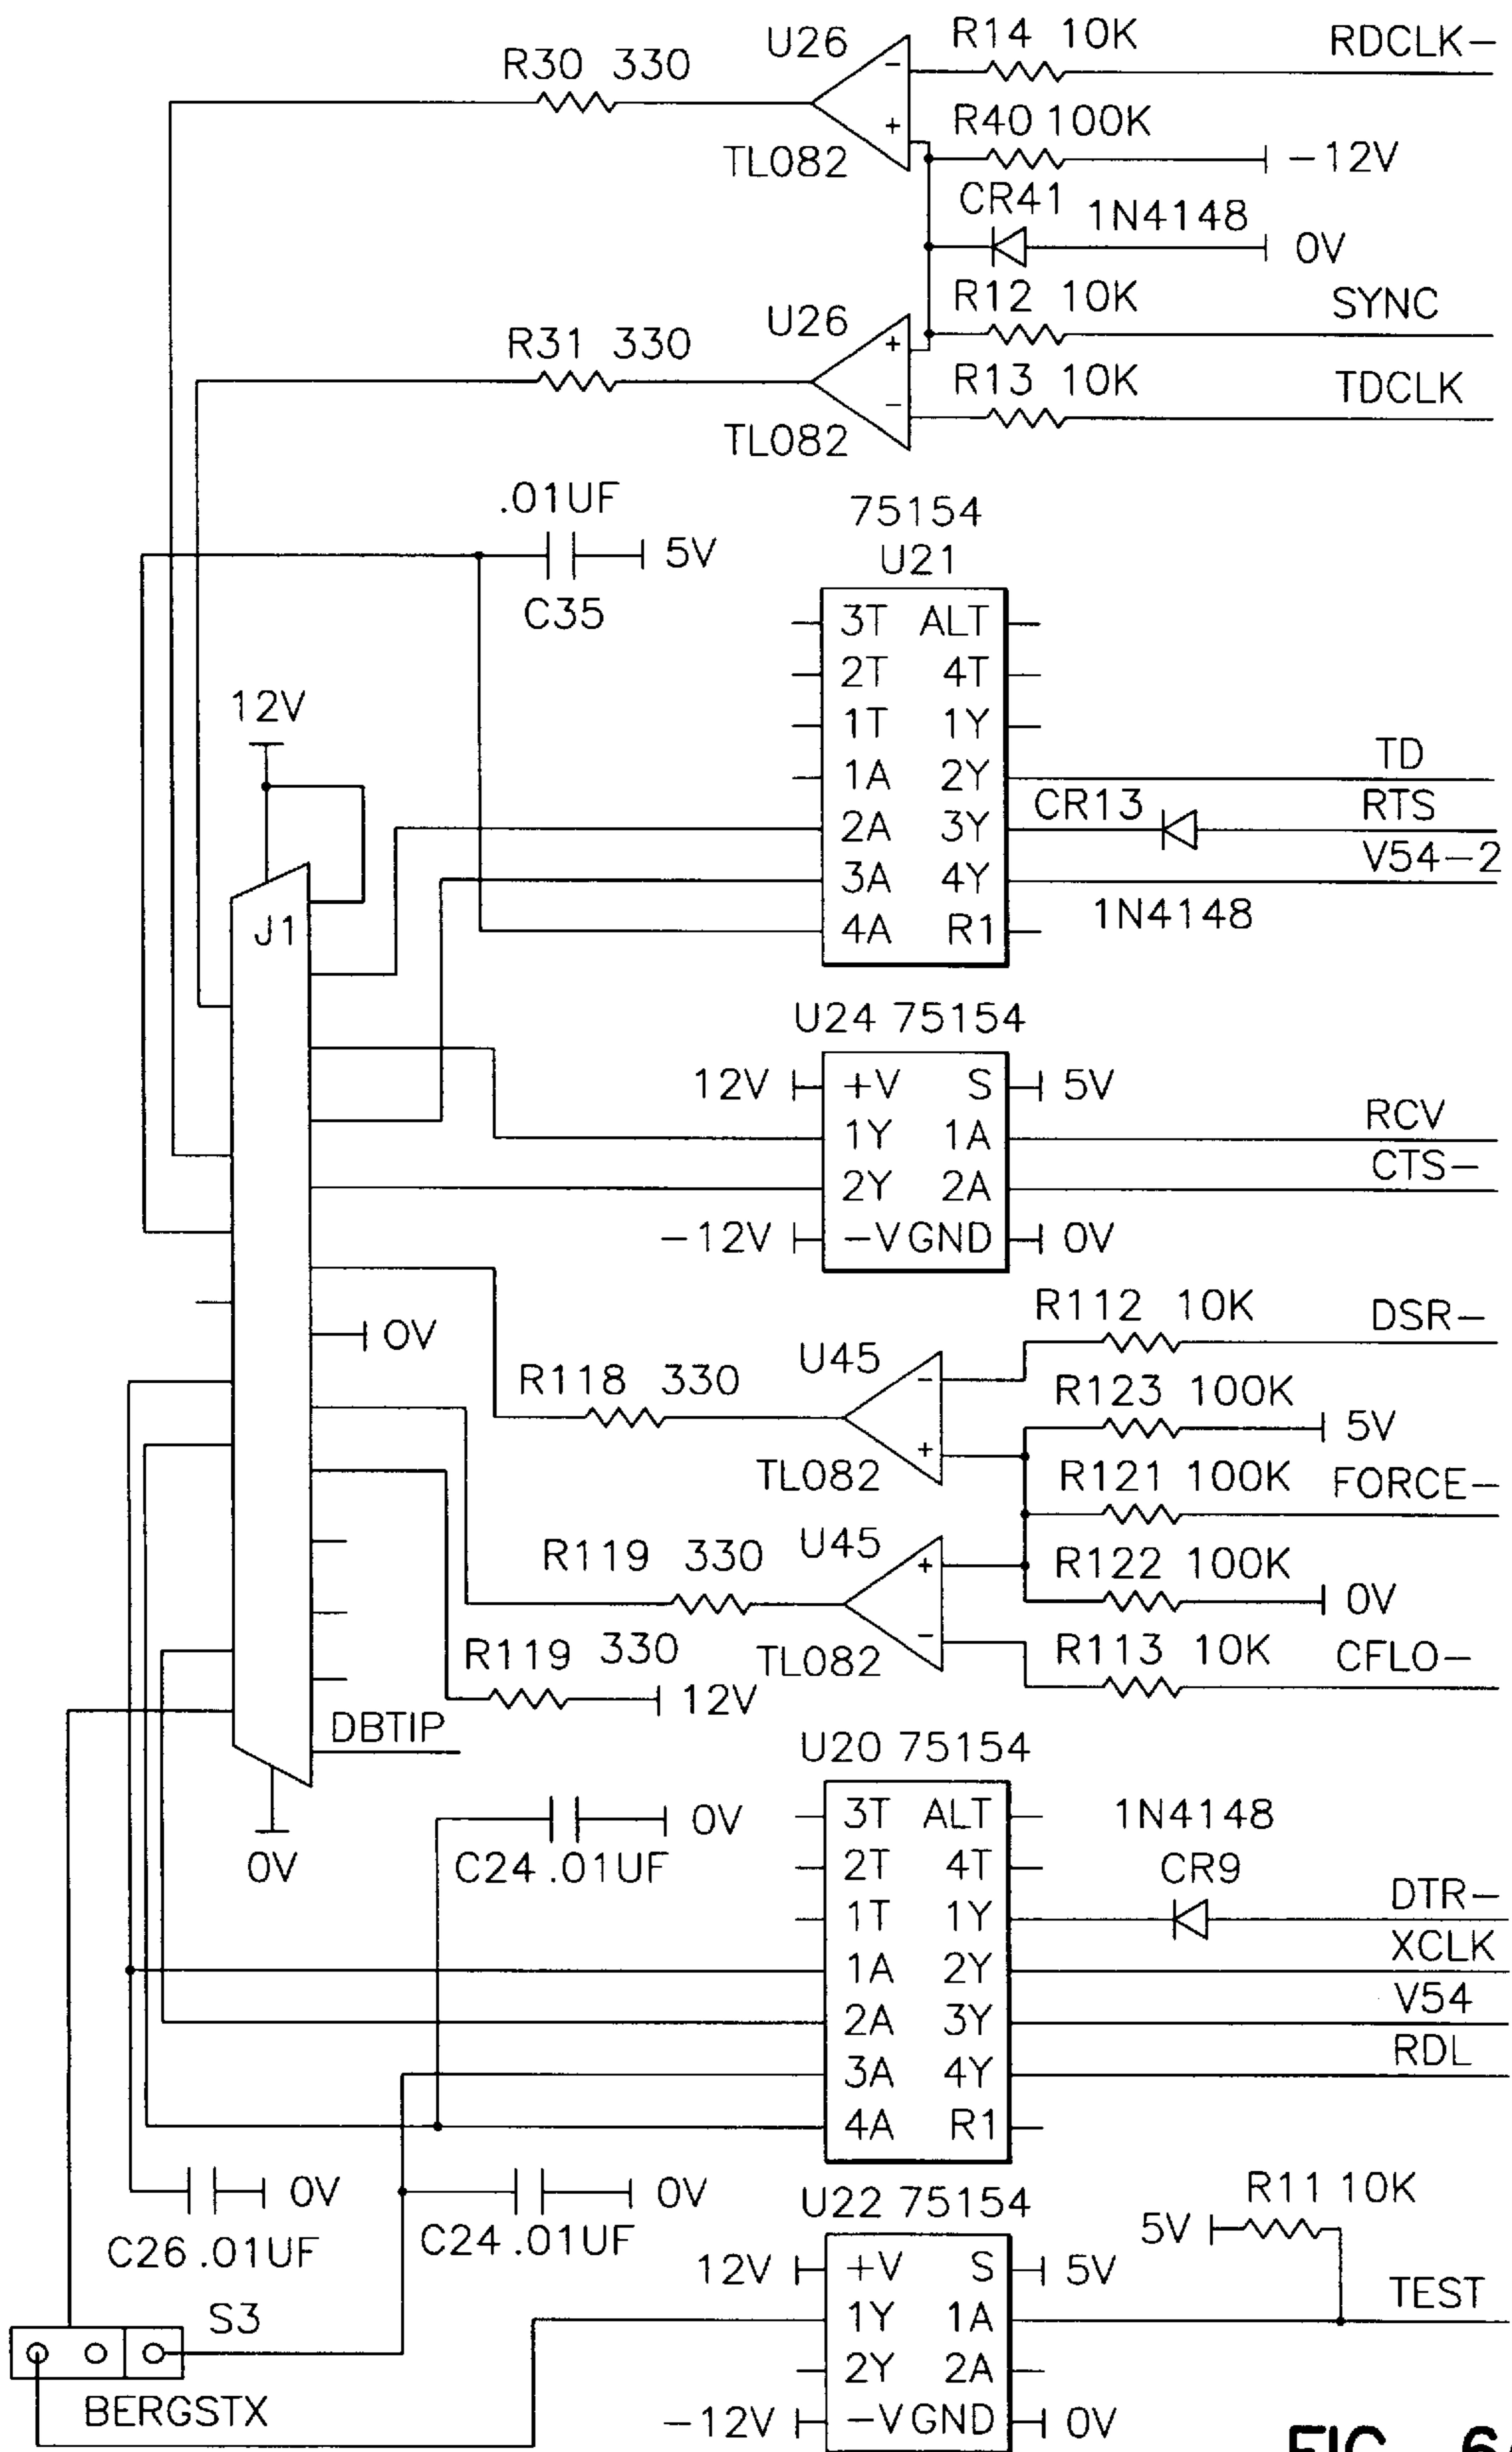 U26 R14 10K RDCLK-
R30 330
-
+ R40 100K
TL082 -12V
CR41 1N4148
0V
U26 R12 10K SYNC
R31 330 +
R13 10K TDCLK
-
TL082
.01UF 75154
5V U21
C35
3T ALT
2T 4T
12V 1T 1Y
TD
1A 2Y
CR13 RTS
2A 3Y
V54-2
3A 4Y
J1 4A R1 1N4148
U24 75154
12V +V S 5V
RCV
1Y 1A
CTS-
2Y 2A
-12V -V GND 0V
R112 10K DSR-
0V
U45
R118 330 - R123 100K
5V
+
TL082 R121 100K FORCE-
U45
R119 330 + R122 100K
0V
-
R119 330 TL082 R113 10K CFLO-
12V
DBTIP
U20 75154
0V 3T ALT 1N4148
0V C24 .01UF 2T 4T CR9
DTR-
1T 1Y
XCLK
1A 2Y
V54
2A 3Y
RDL
3A 4Y
4A R1
0V 0V U22 75154 R11 10K
5V
C26 .01UF C24 .01UF
12V +V S 5V
TEST
S3 1Y 1A
2Y 2A
BERGSTX
-12V -V GND 0V
FIG.